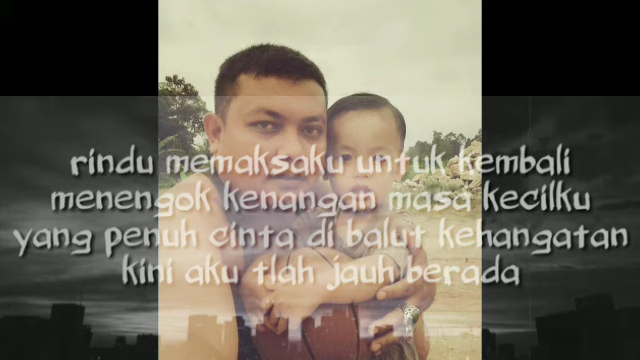 rindu memaksaku untuk kembali
menengok kenangan masa kecilku
yang penuh cinta di balut kehangatan
kini aku tlah jauh berada